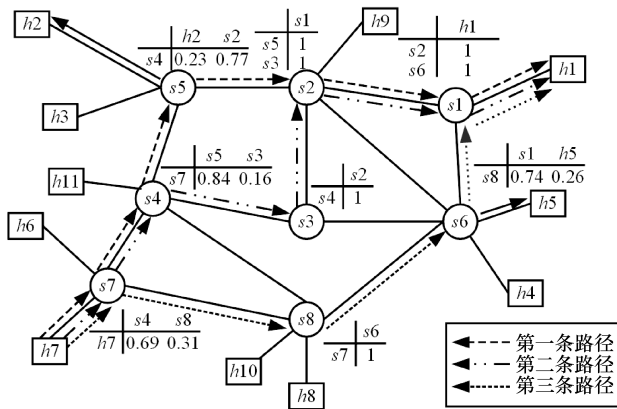 h2
h2 s2
s4 0.23 0.77
s1
s5 1
s3 1
h9
h1
s2 1
s6 1
h1
s5
s2
s1
h3
s5 s3
s7 0.84 0.16
s2
s4 1
s1 h5
s8 0.74 0.26
h11
s4
s3
s6
h5
h6
s7
h4
s8
h7
s4 s8
h7 0.69 0.31
s6
s7 1
h10
h8
第一条路径
第二条路径
第三条路径